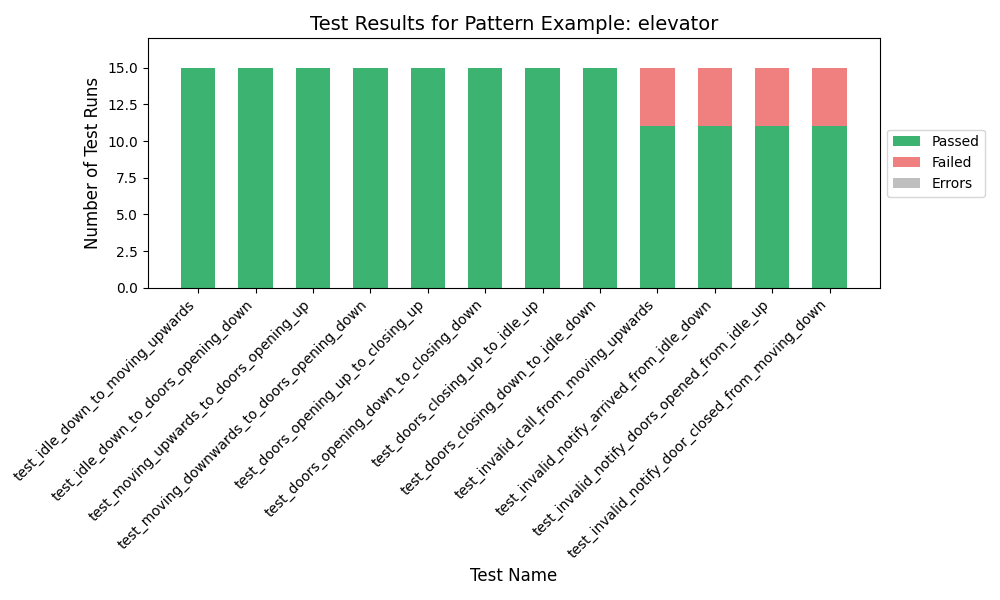 Test Results for Pattern Example: elevator
Number of Test Runs
15.0
12.5
10.0
7.5
5.0
2.5
0.0
Passed
Failed
Errors
test_idle_down_to_moving_upwards
test_idle_down_to_doors_opening_down
test_moving_upwards_to_doors_opening_up
test_moving_downwards_to_doors_opening_down
test_doors_opening_up_to_closing_up
test_doors_opening_down_to_closing_down
test_doors_closing_up_to_idle_up
test_doors_closing_down_to_idle_down
test_invalid_call_from_moving_upwards
test_invalid_notify_arrived_from_idle_down
test_invalid_notify_doors_opened_from_idle_up
test_invalid_notify_door_closed_from_moving_down
Test Name